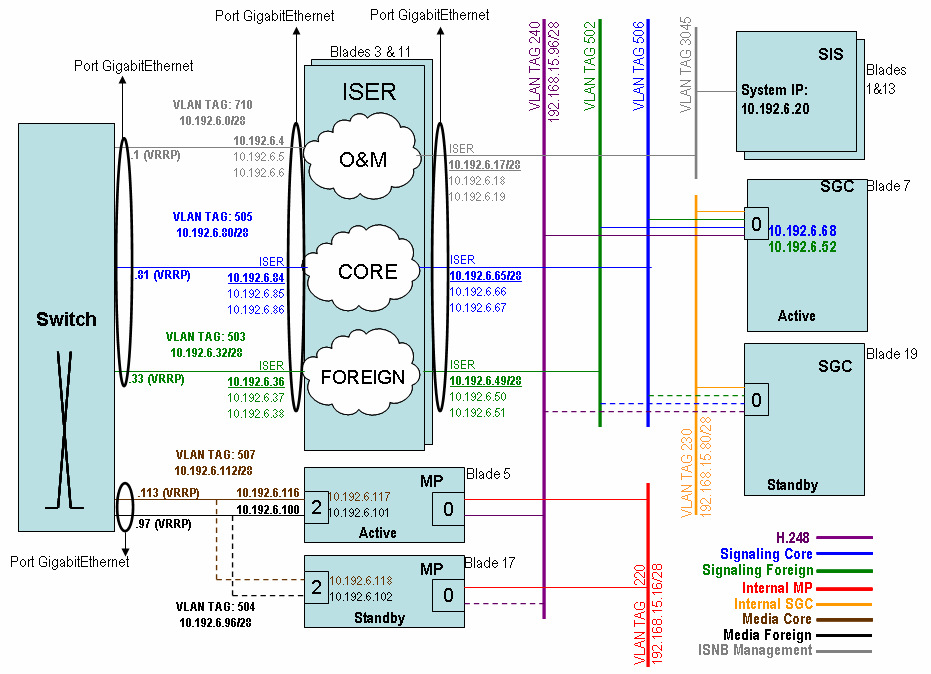 Port GigabitEthernet
Port GigabitEthernet
Port GigabitEthernet
Blades 3 & 11
ISER
VLAN TAG: 710
10.192.6.0/28
.1 (VRRP)
10.192.6.4
10.192.6.5
10.192.6.6
O&M
ISER
10.192.6.17/28
10.192.6.18
10.192.6.19
VLAN TAG: 505
10.192.6.80/28
.81 (VRRP)
ISER
10.192.6.84
10.192.6.85
10.192.6.86
CORE
ISER
10.192.6.65/28
10.192.6.66
10.192.6.67
Switch
VLAN TAG: 503
10.192.6.32/28
.33 (VRRP)
ISER
10.192.6.36
10.192.6.37
10.192.6.38
FOREIGN
ISER
10.192.6.49/28
10.192.6.50
10.192.6.51
VLAN TAG 240
192.168.15.96/28
VLAN TAG 502
VLAN TAG 506
VLAN TAG 3045
SIS
System IP:
10.192.6.20
Blades
1&13
SGC
Blade 7
0
10.192.6.68
10.192.6.52
Active
SGC
Blade 19
0
Standby
VLAN TAG 230
192.168.15.80/28
VLAN TAG: 507
10.192.6.112/28
.113 (VRRP)
10.192.6.116
10.192.6.100
.97 (VRRP)
Port GigabitEthernet
MP
Blade 5
2
10.192.6.117
10.192.6.101
0
Active
MP
Blade 17
2
10.192.6.118
10.192.6.102
0
Standby
VLAN TAG: 504
10.192.6.96/28
VLAN TAG 220
192.168.15.16/28
H.248
Signaling Core
Signaling Foreign
Internal MP
Internal SGC
Media Core
Media Foreign
ISNB Management